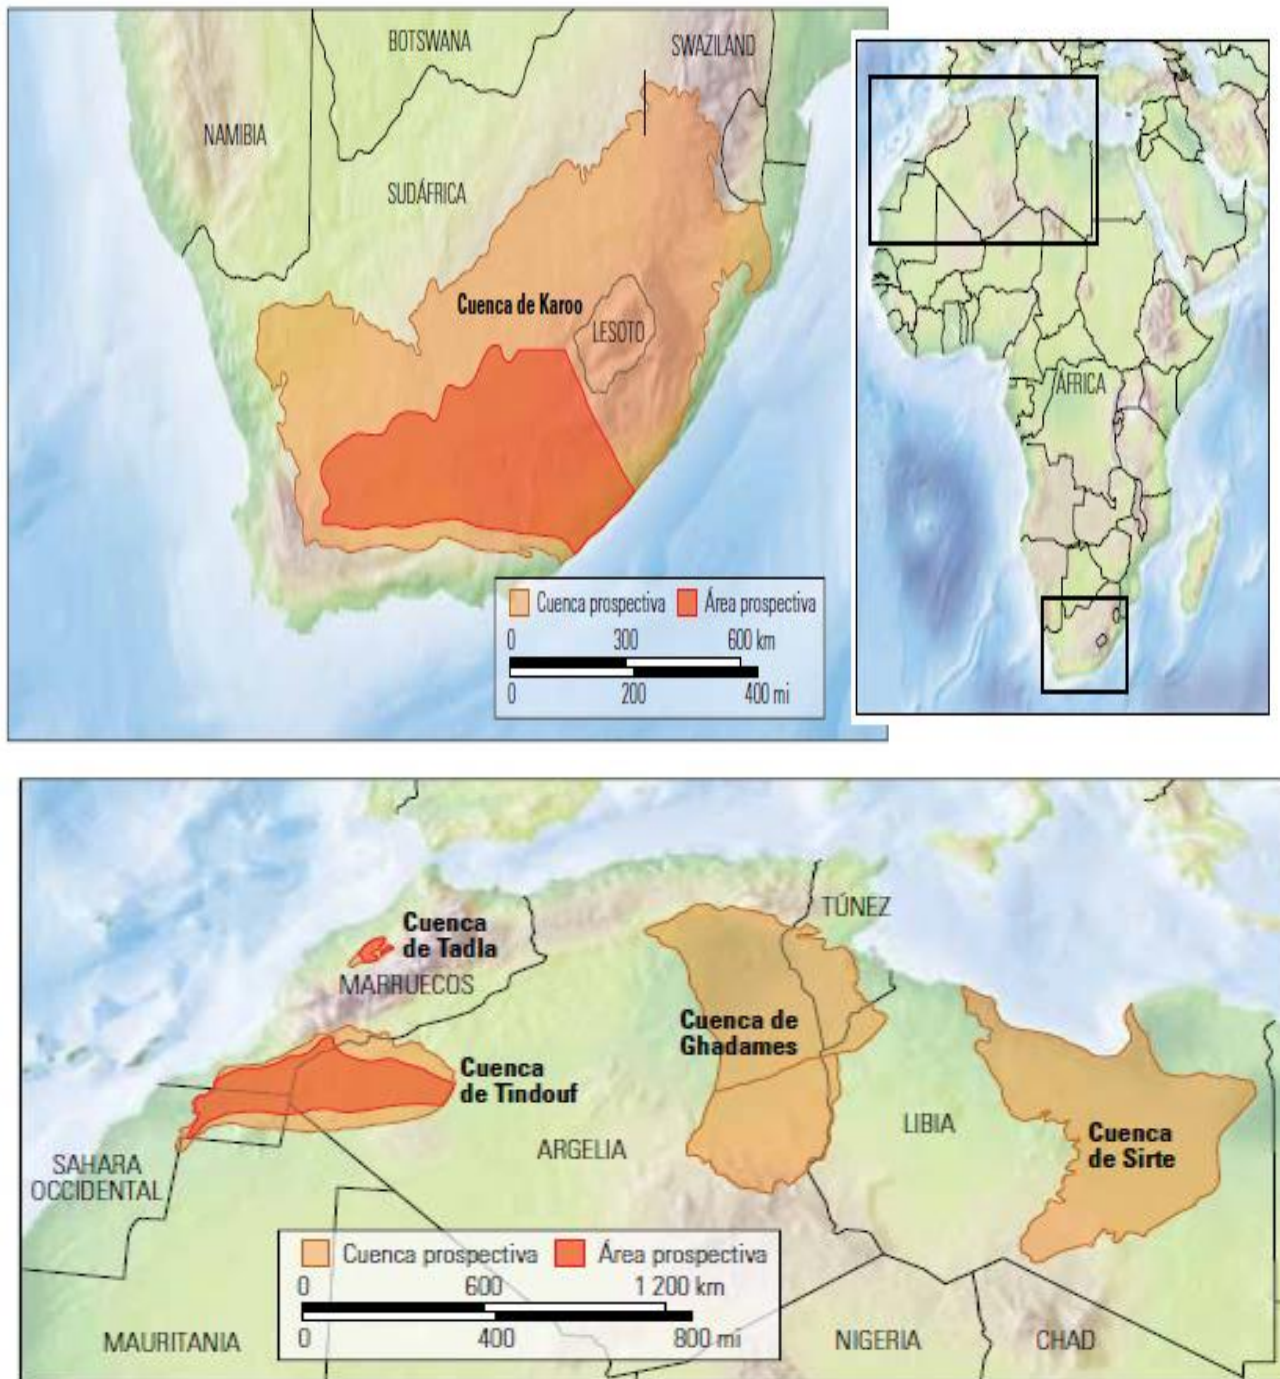 BOTSWANA
SWAZILAND
NAMIBIA
SUDÁFRICA
Cuenca de Karoo
LESOTO
Cuenca prospectiva
Área prospectiva
0 300 600 km
0 200 400 mi
ÁFRICA
TÚNEZ
Cuenca
de Tadla
MARRUECOS
Cuenca de
Ghadames
Cuenca
de Tindouf
LIBIA
Cuenca
de Sirte
ARGELIA
SAHARA
OCCIDENTAL
Cuenca prospectiva
Área prospectiva
0 600 1 200 km
0 400 800 mi
MAURITANIA
NIGERIA
CHAD